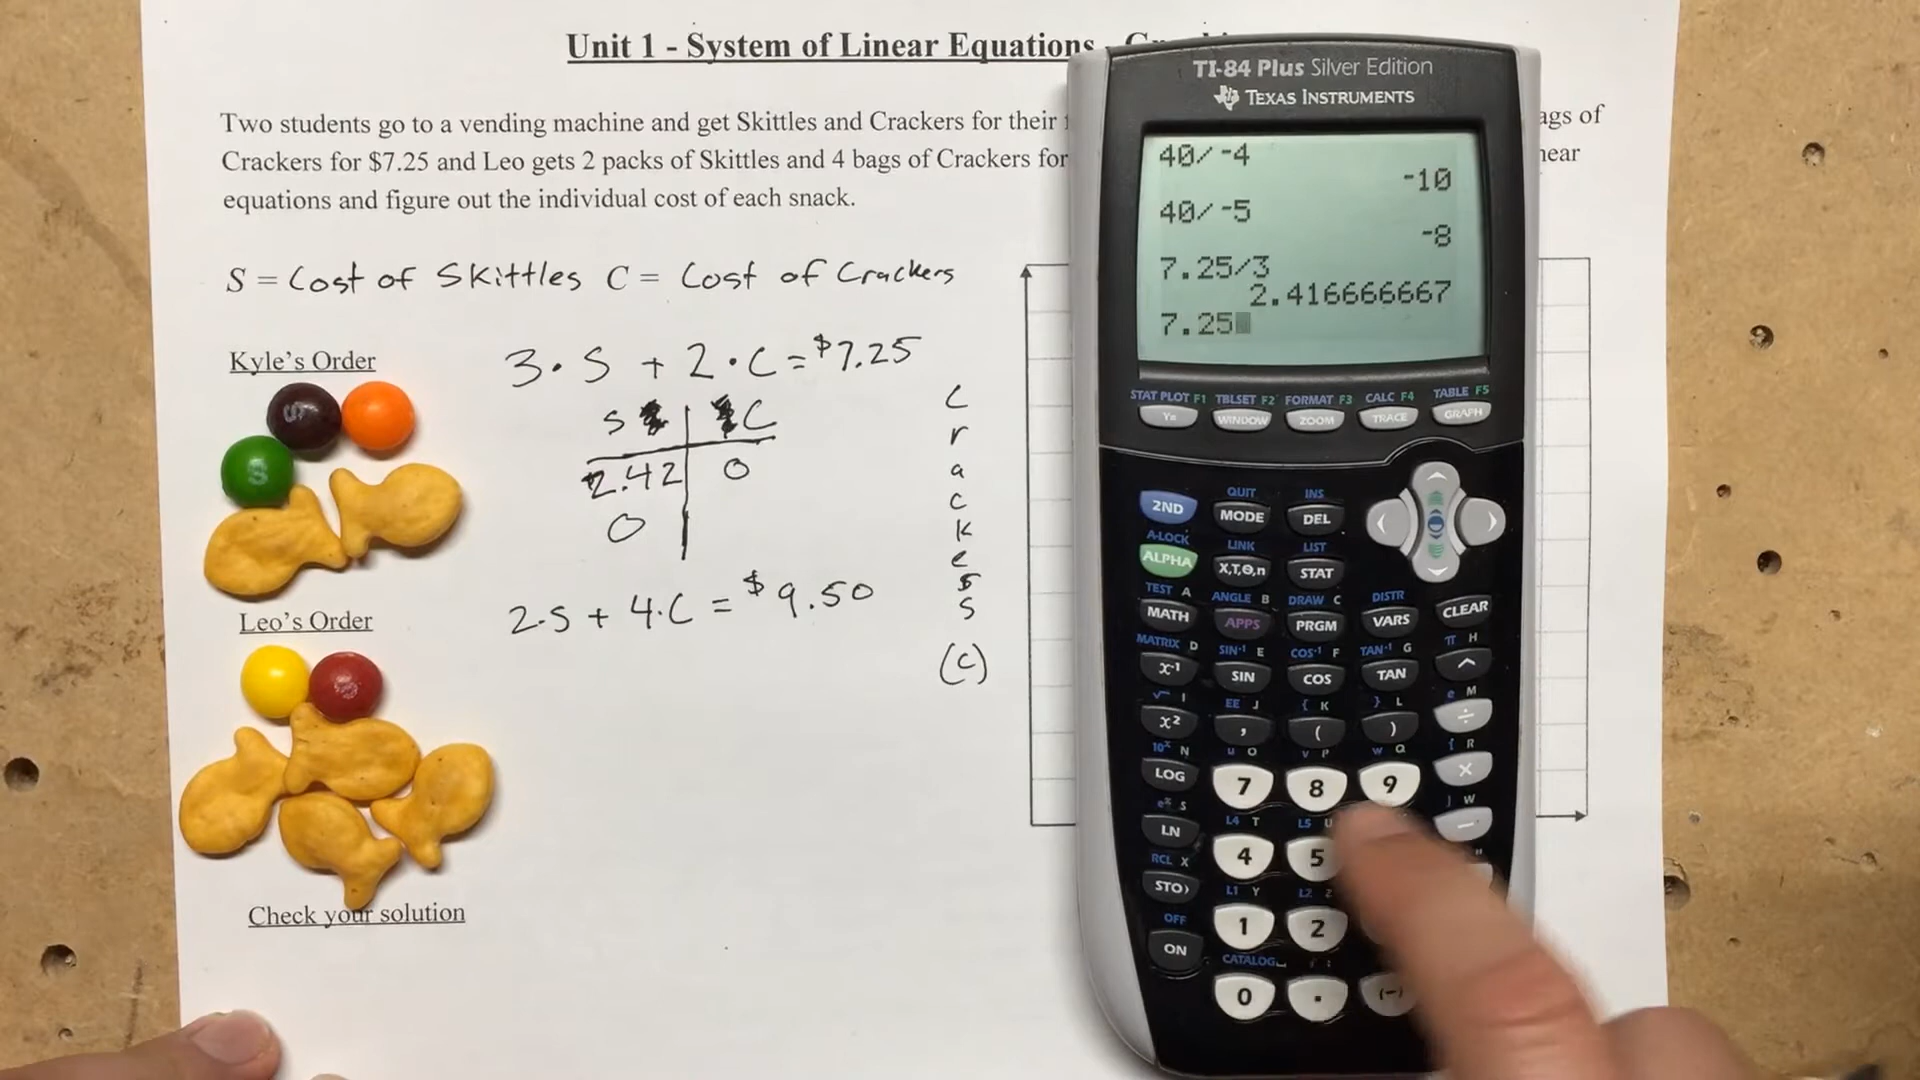 Unit 1 - System of Linear Equations
Two students go to a vending machine and get Skittles and Crackers for their
ags of
Crackers for $7.25 and Leo gets 2 packs of Skittles and 4 bags of Crackers for
near
equations and figure out the individual cost of each snack.
S = Cost of Skittles C = Cost of Crackers
Kyle's Order
3 · S + 2 · C = $7.25
S C
2.42 0
0
Leo's Order
2·S + 4·C = $9.50
Check your solution
C
r
a
c
k
e
S
(C)
S
S
TI-84 Plus Silver Edition
TEXAS INSTRUMENTS
40/-4
-10
40/-5
-8
7.25/3
2.416666667
7.25
STAT PLOT F1 TBLSET F2 FORMAT F3 CALC F4 TABLE F5
Y= WINDOW ZOOM TRACE GRAPH
QUIT INS
2ND MODE DEL
A-LOCK LINK LIST
ALPHA X,T,Θ,n STAT
TEST A ANGLE B DRAW C DISTR
MATH APPS PRGM VARS CLEAR
MATRIX D SIN-1 E COS-1 F TAN-1 G π H
x-1 SIN COS TAN ^
√ I EE J { K } L e M
x² , ( ) ÷
10x N u O v P w Q [ R
LOG 7 8 9 ×
ex S L4 T L5 U ] W
LN 4 5 −
RCL X L1 Y L2 Z
STO› 1 2
OFF CATALOG :
ON 0 . (−)